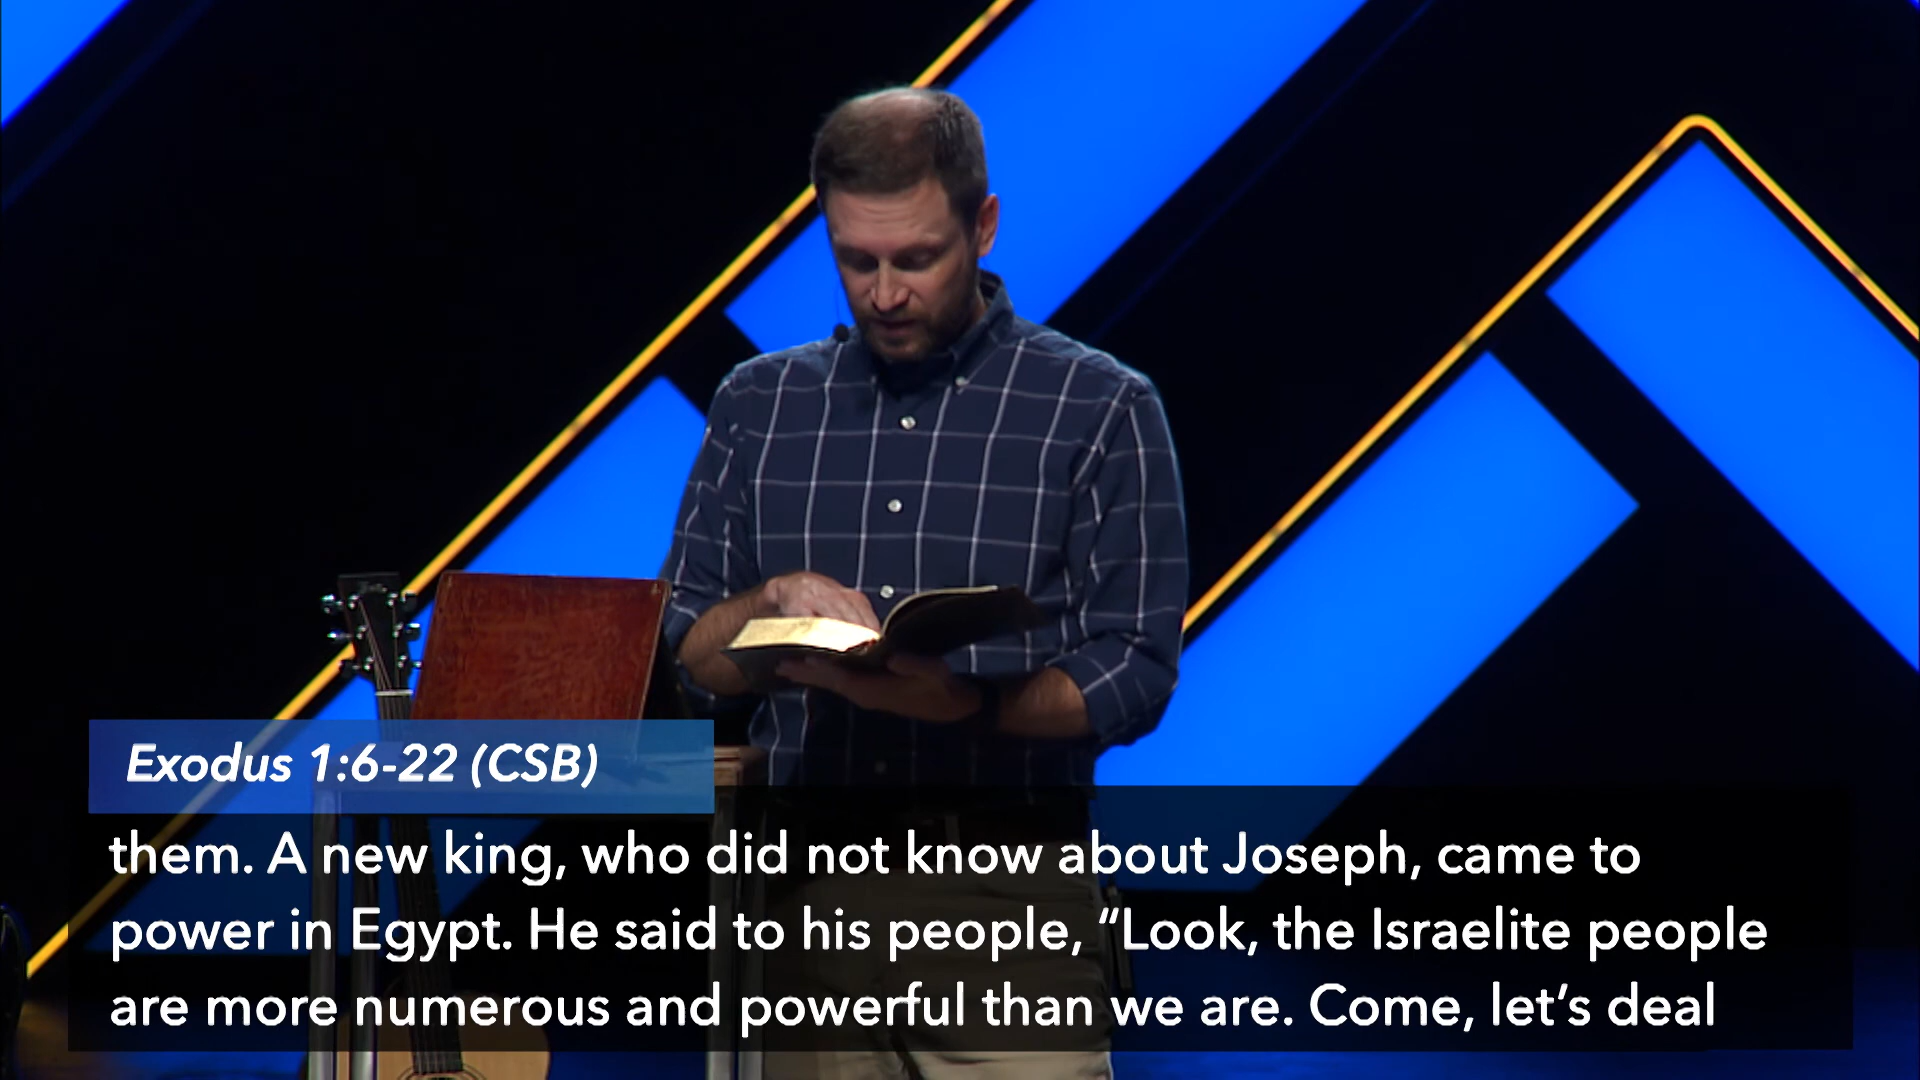 Exodus 1:6-22 (CSB)
them. A new king, who did not know about Joseph, came to
power in Egypt. He said to his people, “Look, the Israelite people
are more numerous and powerful than we are. Come, let’s deal